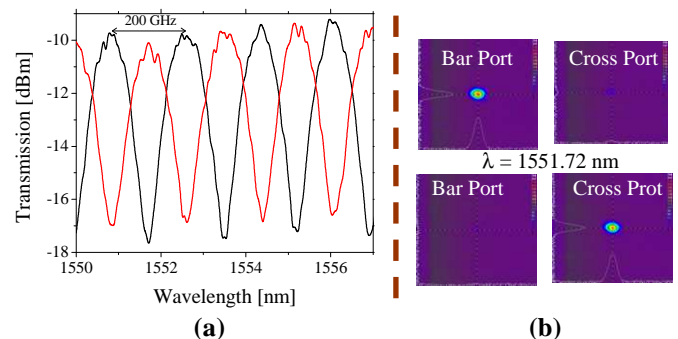 200 GHz
-10
-12
-14
-16
-18
Transmission [dBm]
1550
1552
1554
1556
Wavelength [nm]
(a)
Bar Port
Cross Port
λ = 1551.72 nm
Bar Port
Cross Prot
(b)